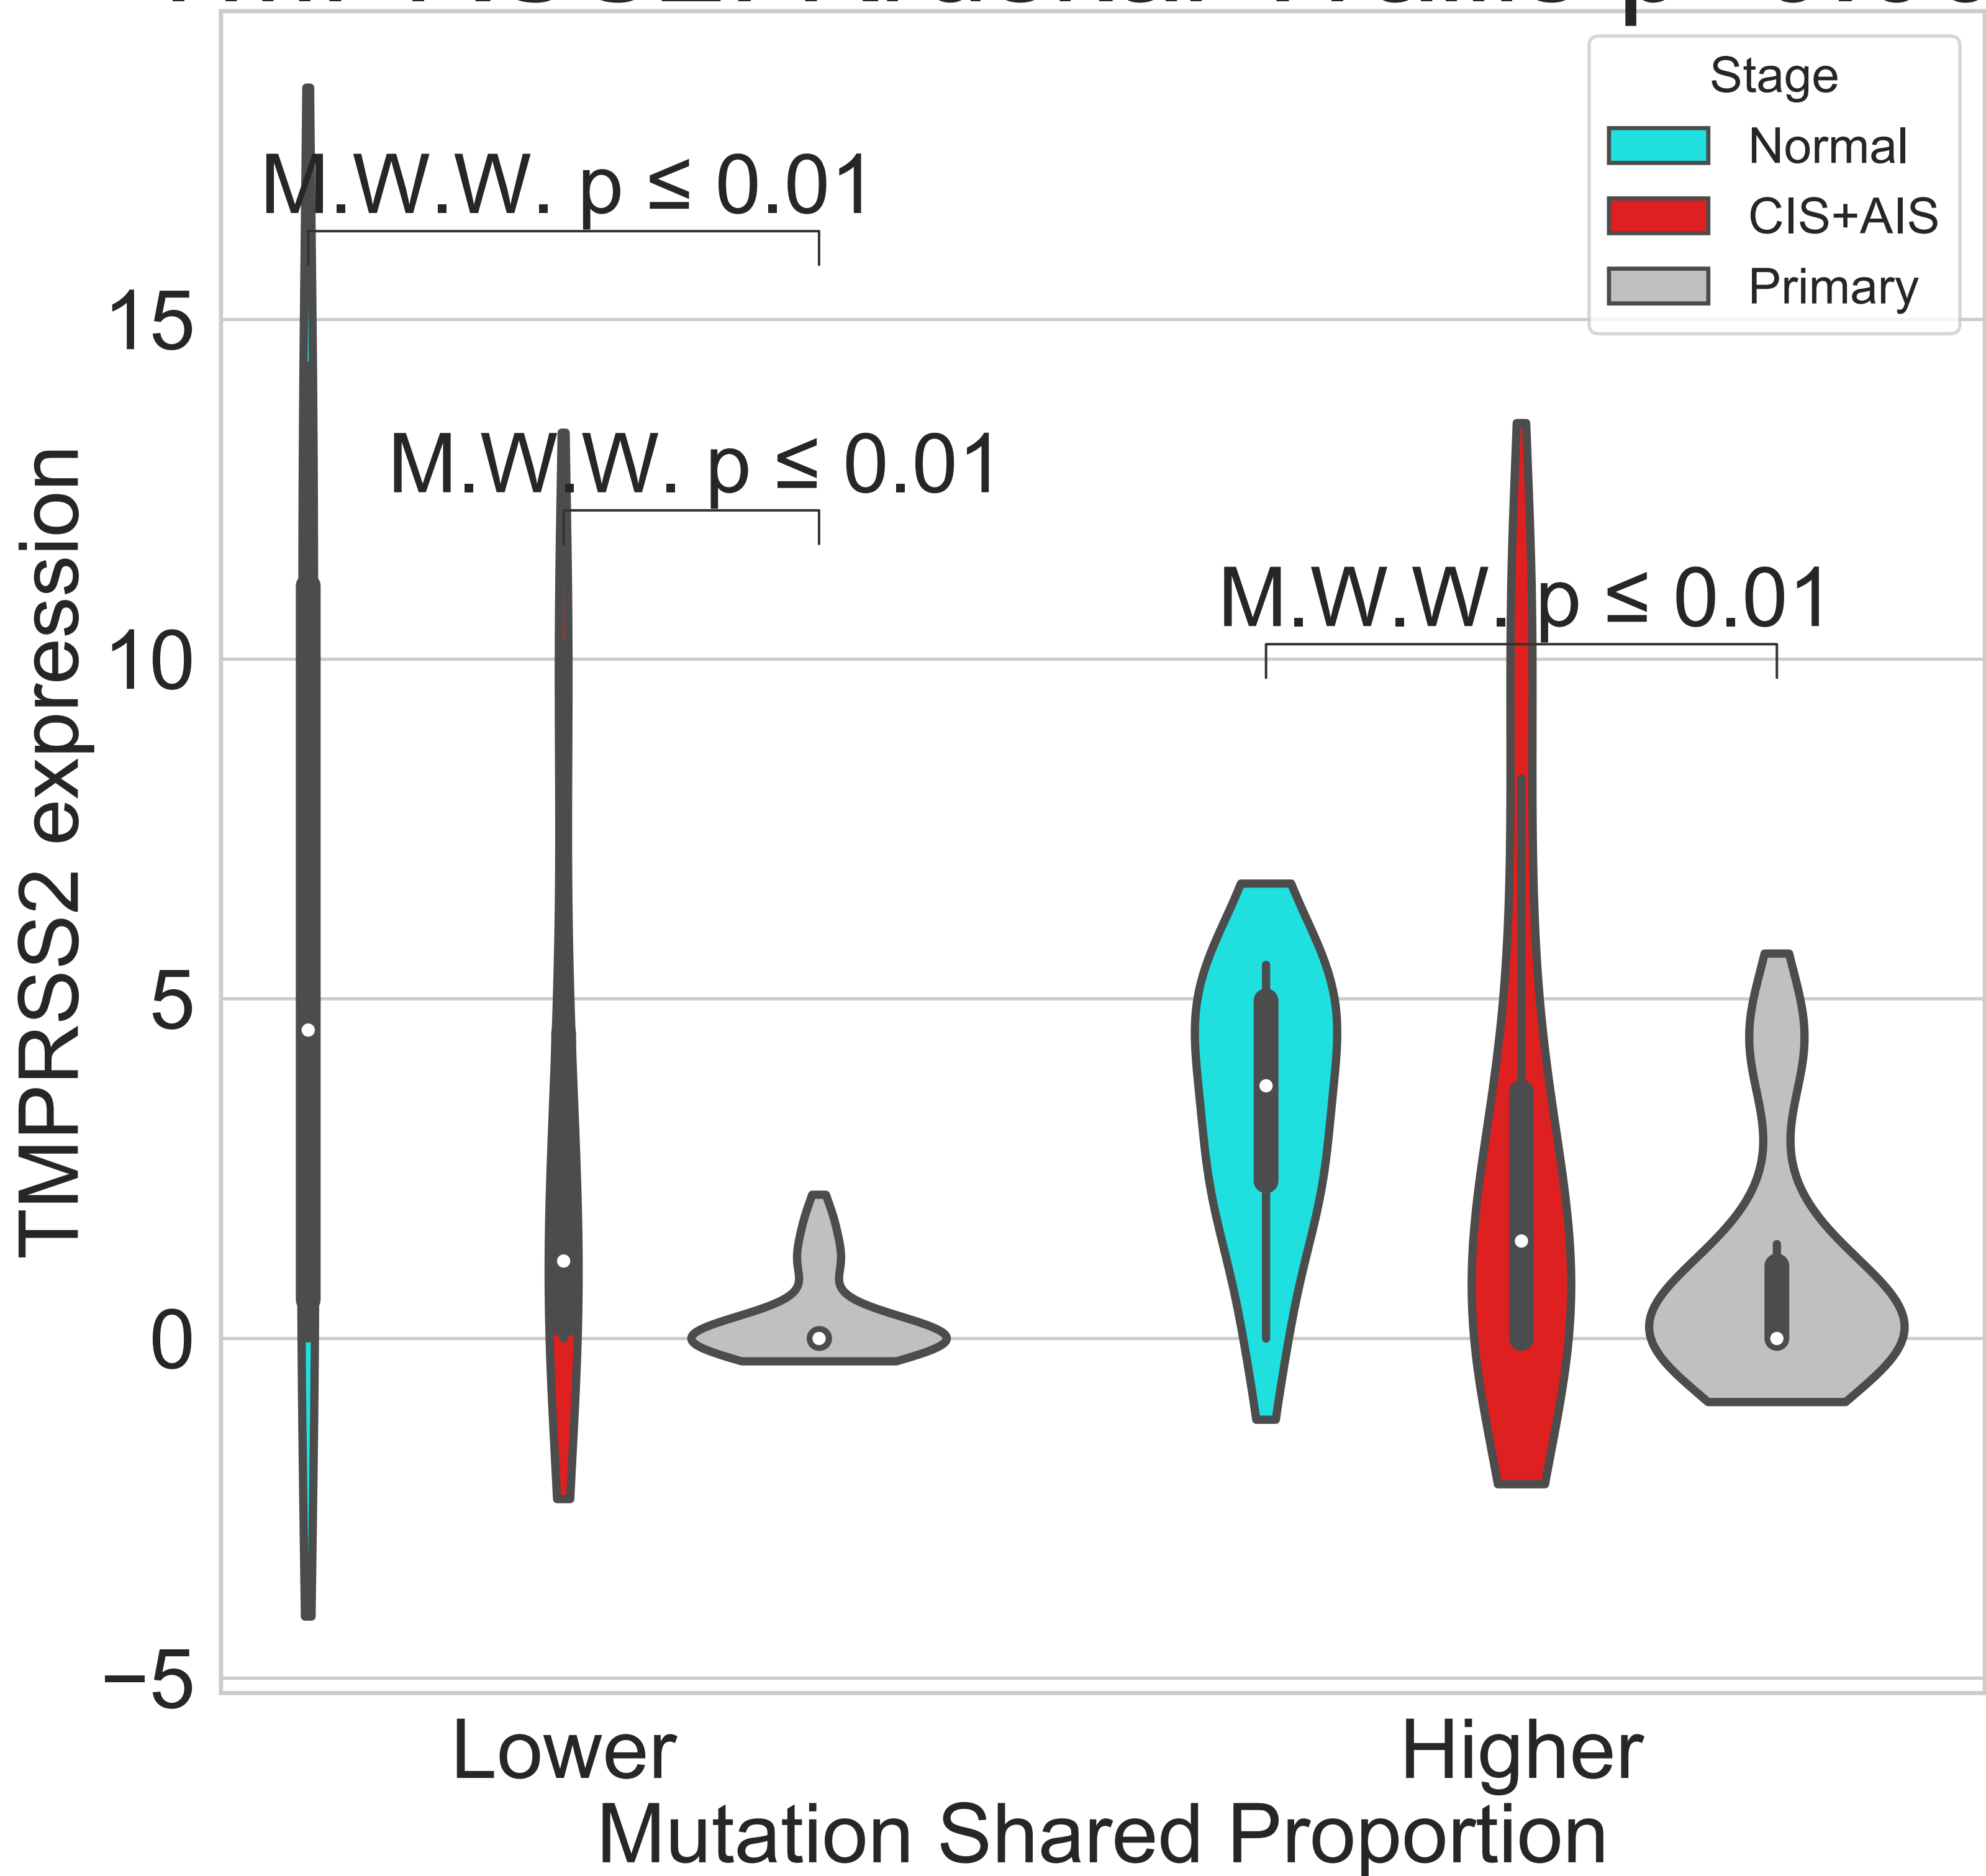 Stage
Normal
CIS+AIS
Primary
M.W.W. p ≤ 0.01
M.W.W. p ≤ 0.01
M.W.W. p ≤ 0.01
15
10
5
0
−5
TMPRSS2 expression
Lower
Higher
Mutation Shared Proportion